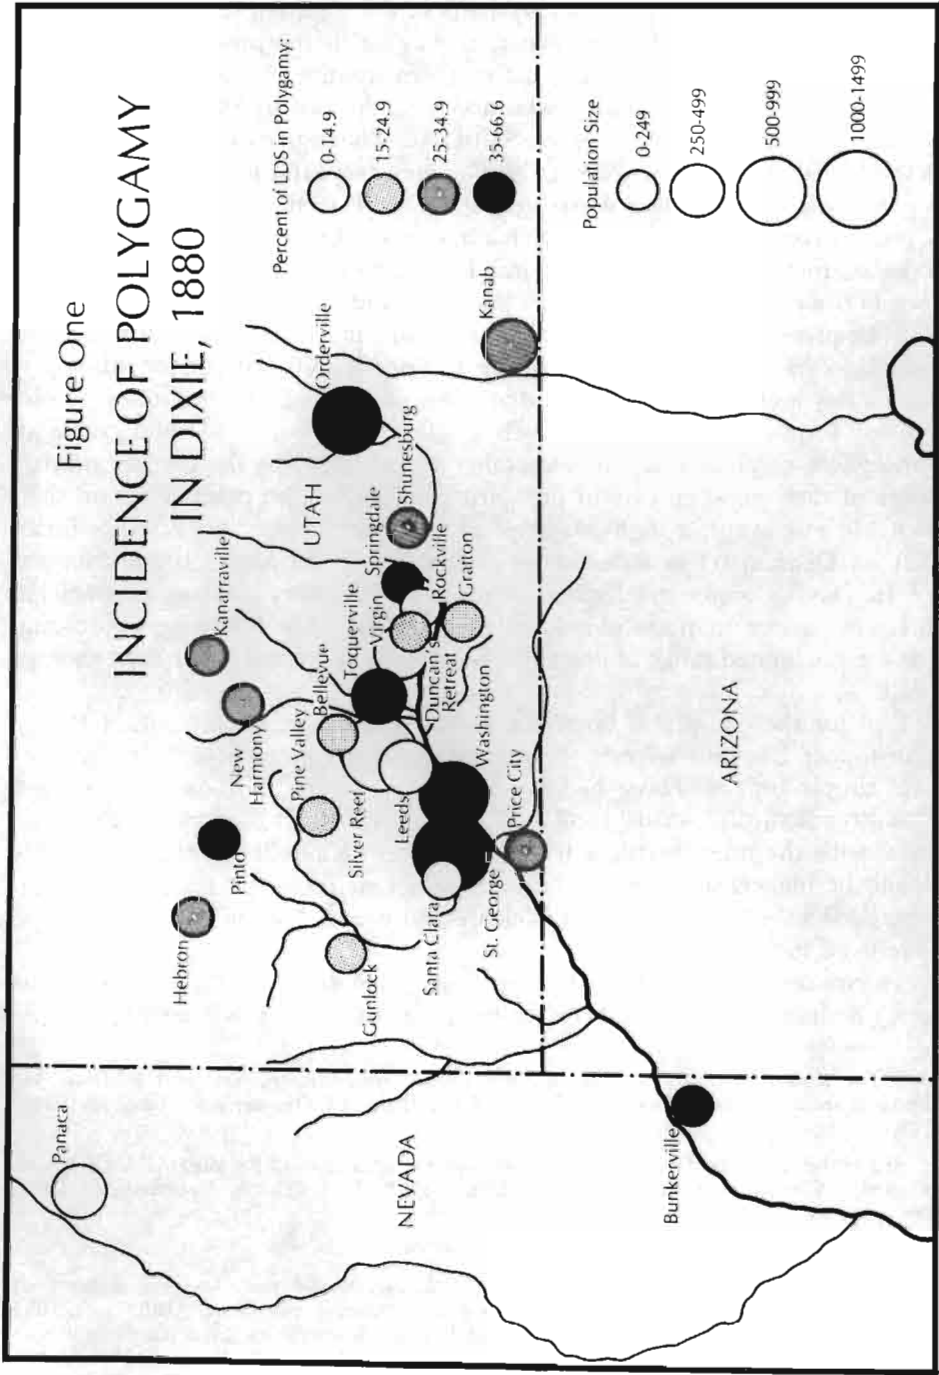 Figure One
INCIDENCE OF POLYGAMY
IN DIXIE, 1880
Percent of LDS in Polygamy:
0-14.9
15-24.9
25-34.9
35-66.6
Population Size
0-249
250-499
500-999
1000-1499
Panaca
NEVADA
Bunkerville
Hebron
Pinto
Gunlock
Santa Clara
St. George
Price City
Washington
Leeds
Silver Reef
Pine Valley
New
Harmony
Kanarraville
Bellevue
Toquerville
Virgin
Duncan's
Retreat
Grafton
Rockville
Springdale
Shunesburg
UTAH
Orderville
Kanab
ARIZONA